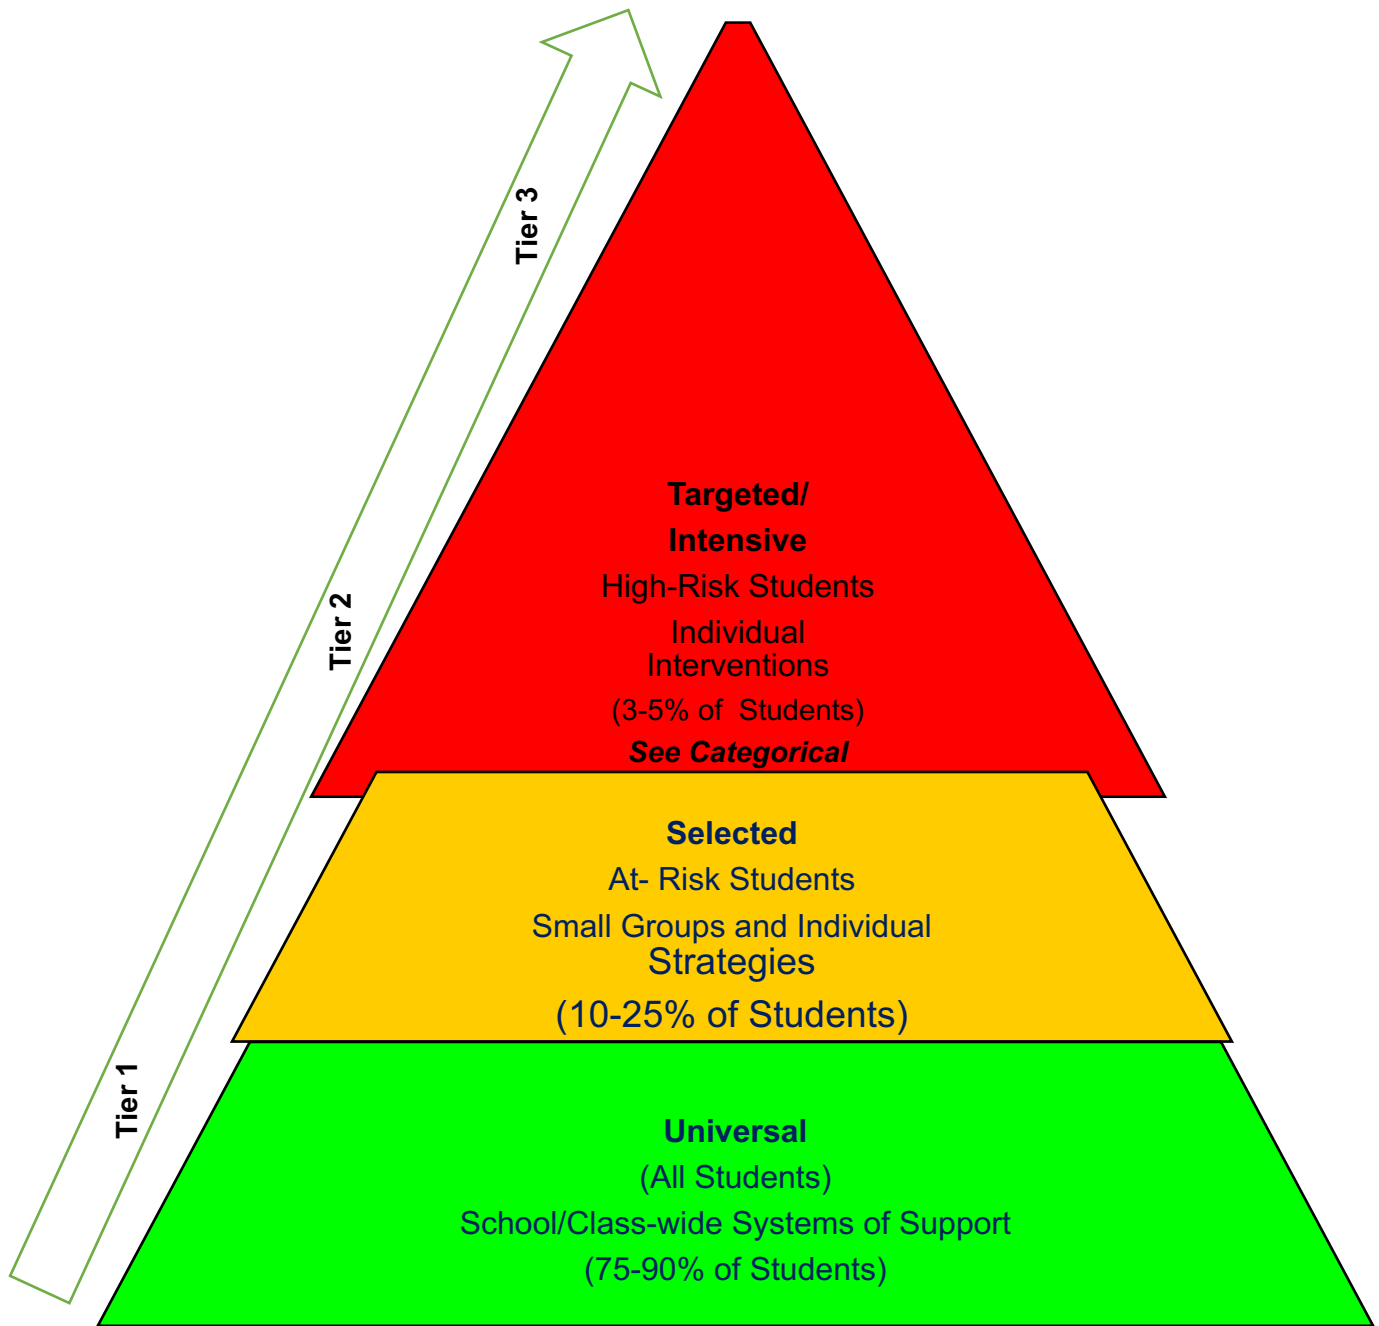 Tier 3
Targeted/
Intensive
High-Risk Students
Individual
Interventions
(3-5% of  Students)
See Categorical
Tier 2
Selected
At- Risk Students
Small Groups and Individual
Strategies
(10-25% of Students)
Tier 1
Universal
(All Students)
School/Class-wide Systems of Support
(75-90% of Students)